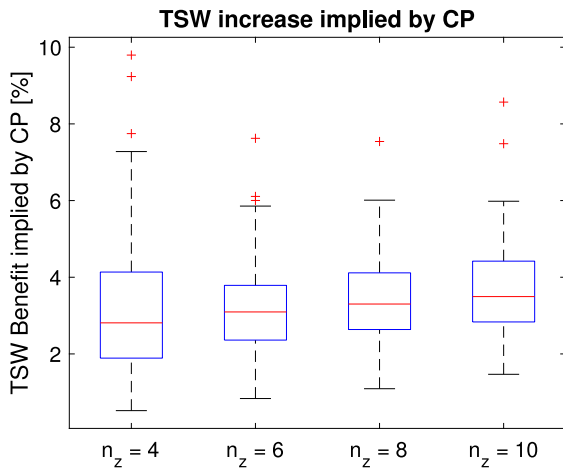 TSW increase implied by CP
TSW Benefit implied by CP [%]
10
8
6
4
2
n_z = 4
n_z = 6
n_z = 8
n_z = 10